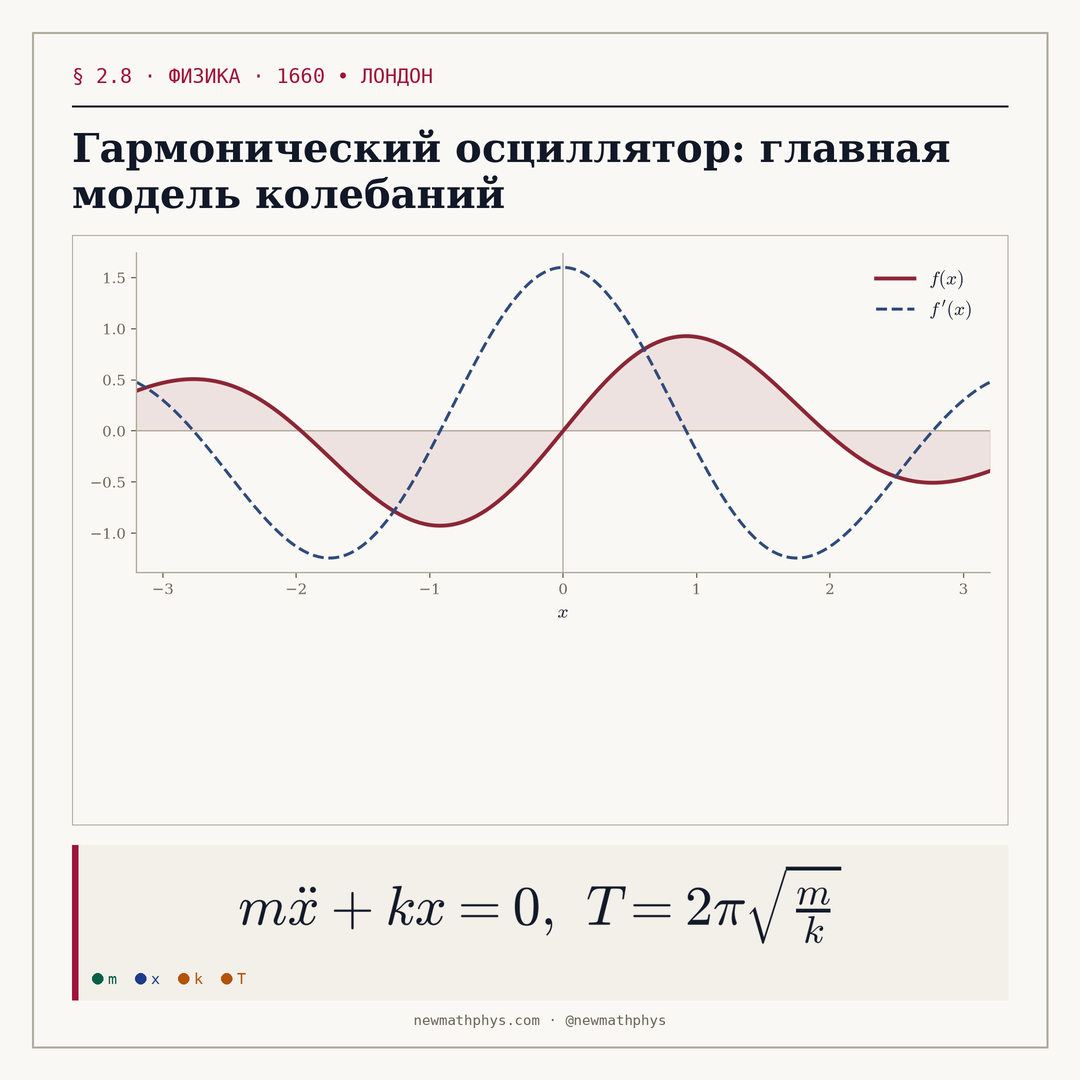 § 2.8 · ФИЗИКА · 1660 • ЛОНДОН
Гармонический осциллятор: главная
модель колебаний
1.5
1.0
0.5
0.0
−0.5
−1.0
f(x)
f′(x)
−3 −2 −1 0 1 2 3
x
mẍ + kx = 0, T = 2π√(m/k)
m x k T
newmathphys.com · @newmathphys